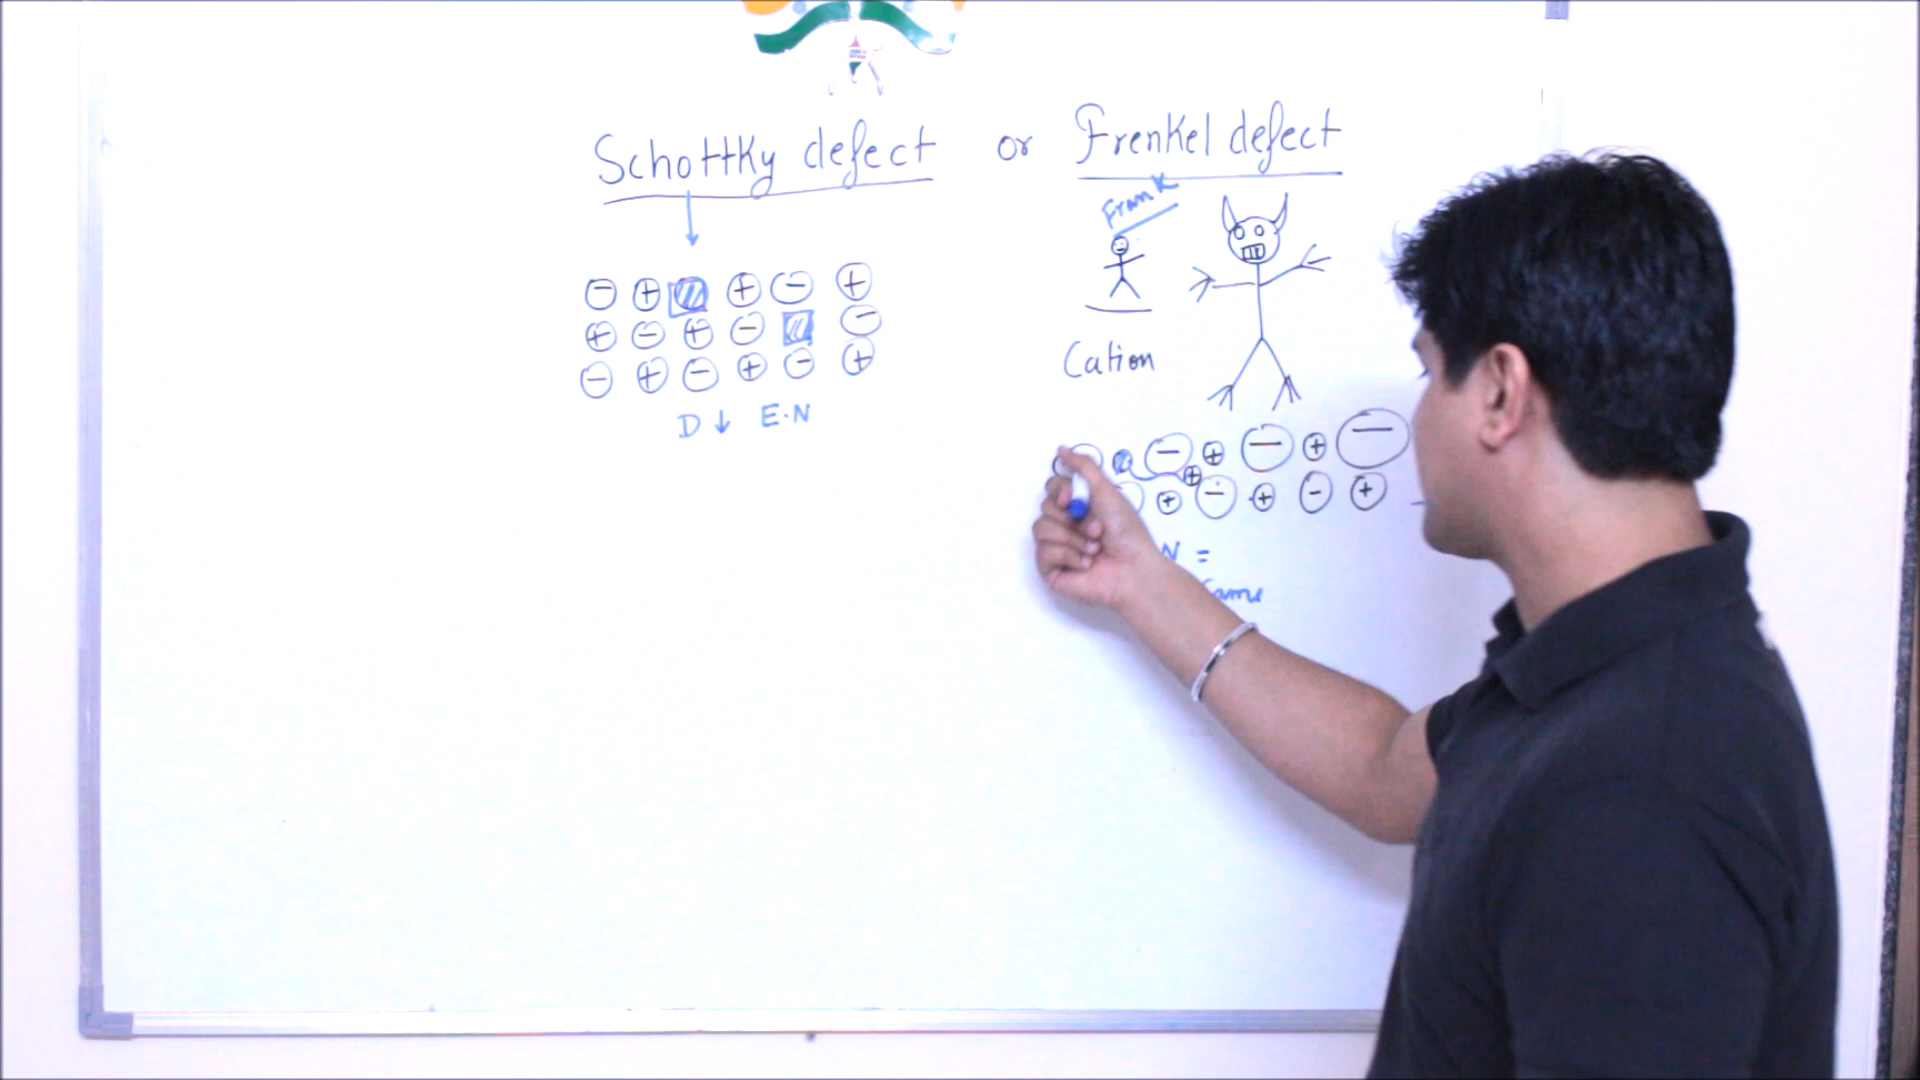 Schottky defect or Frenkel defect
Frank
Cation
− + + − +
+ − + − −
− + − + − +
D ↓ E.N
− + − + −
+
+ − + − +
N =
Same